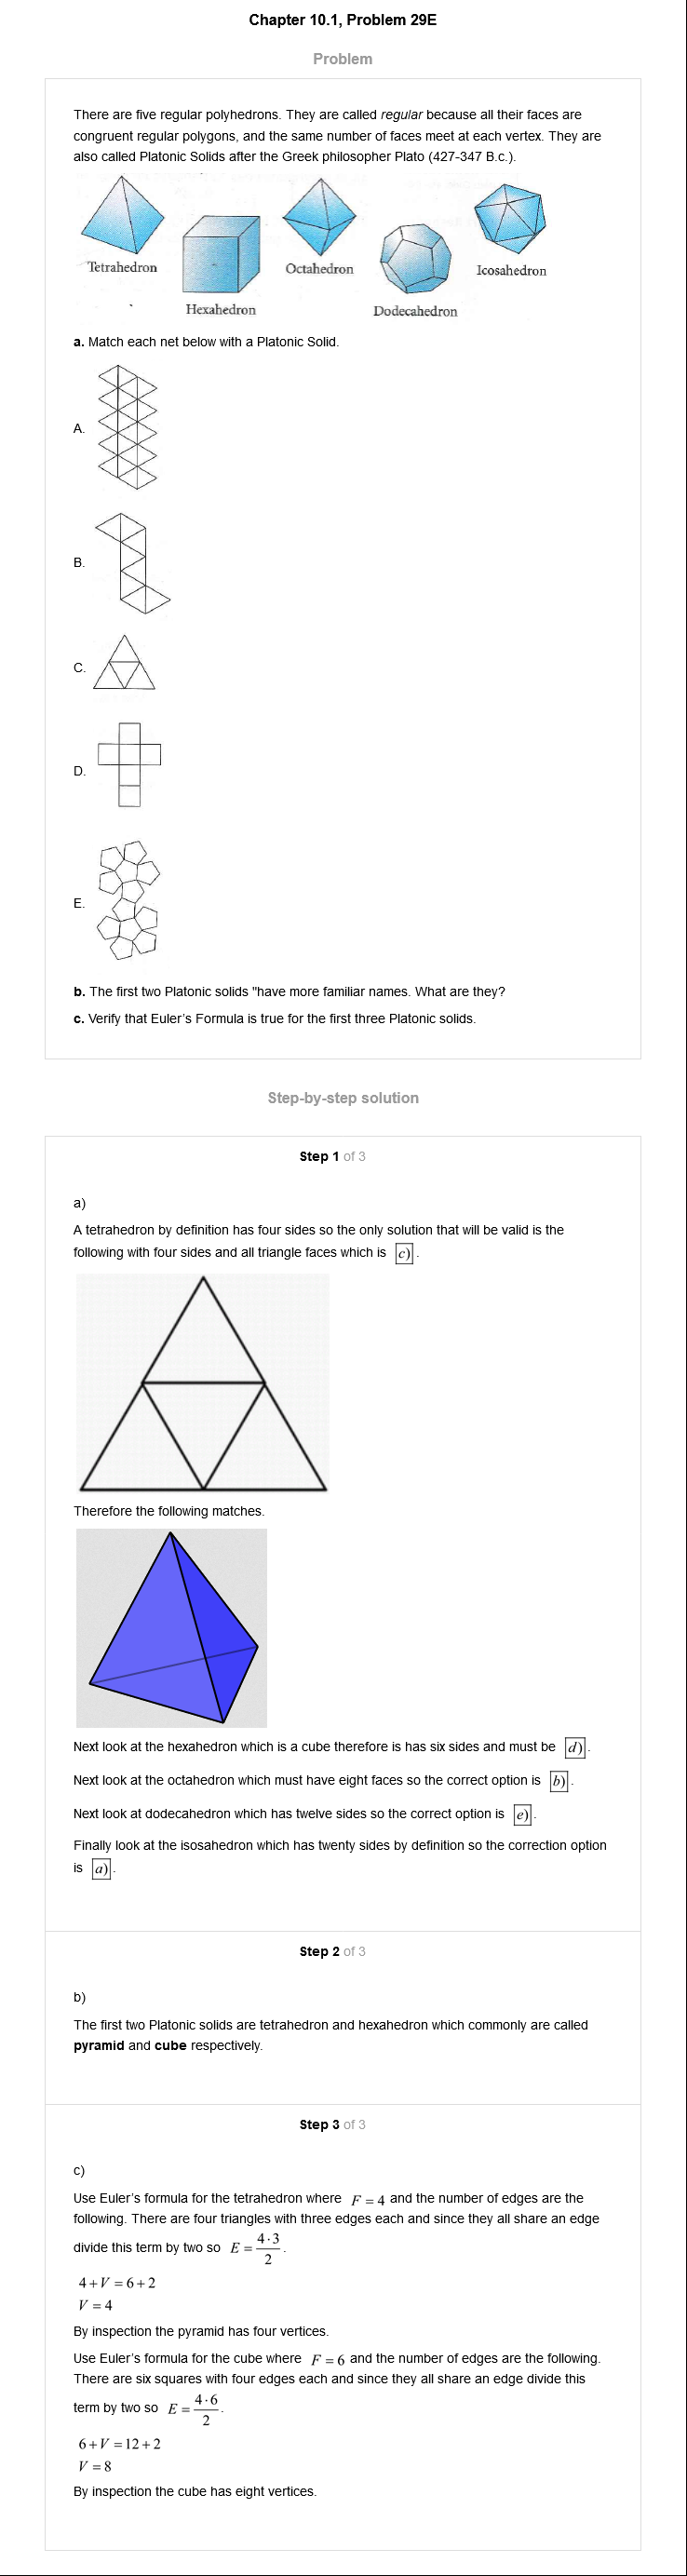 Chapter 10.1, Problem 29E
Problem
There are five regular polyhedrons. They are called regular because all their faces are
congruent regular polygons, and the same number of faces meet at each vertex. They are
also called Platonic Solids after the Greek philosopher Plato (427-347 B.c.).
Tetrahedron
Hexahedron
Octahedron
Dodecahedron
Icosahedron
a. Match each net below with a Platonic Solid.
A.
B.
C.
D.
E.
b. The first two Platonic solids "have more familiar names. What are they?
c. Verify that Euler's Formula is true for the first three Platonic solids.
Step-by-step solution
Step 1 of 3
a)
A tetrahedron by definition has four sides so the only solution that will be valid is the
following with four sides and all triangle faces which is c).
Therefore the following matches.
Next look at the hexahedron which is a cube therefore is has six sides and must be d).
Next look at the octahedron which must have eight faces so the correct option is b).
Next look at dodecahedron which has twelve sides so the correct option is e).
Finally look at the isosahedron which has twenty sides by definition so the correction option
is a).
Step 2 of 3
b)
The first two Platonic solids are tetrahedron and hexahedron which commonly are called
pyramid and cube respectively.
Step 3 of 3
c)
Use Euler's formula for the tetrahedron where F = 4 and the number of edges are the
following. There are four triangles with three edges each and since they all share an edge
divide this term by two so E = 4·3/2.
4+V = 6+2
V = 4
By inspection the pyramid has four vertices.
Use Euler's formula for the cube where F = 6 and the number of edges are the following.
There are six squares with four edges each and since they all share an edge divide this
term by two so E = 4·6/2.
6+V = 12+2
V = 8
By inspection the cube has eight vertices.